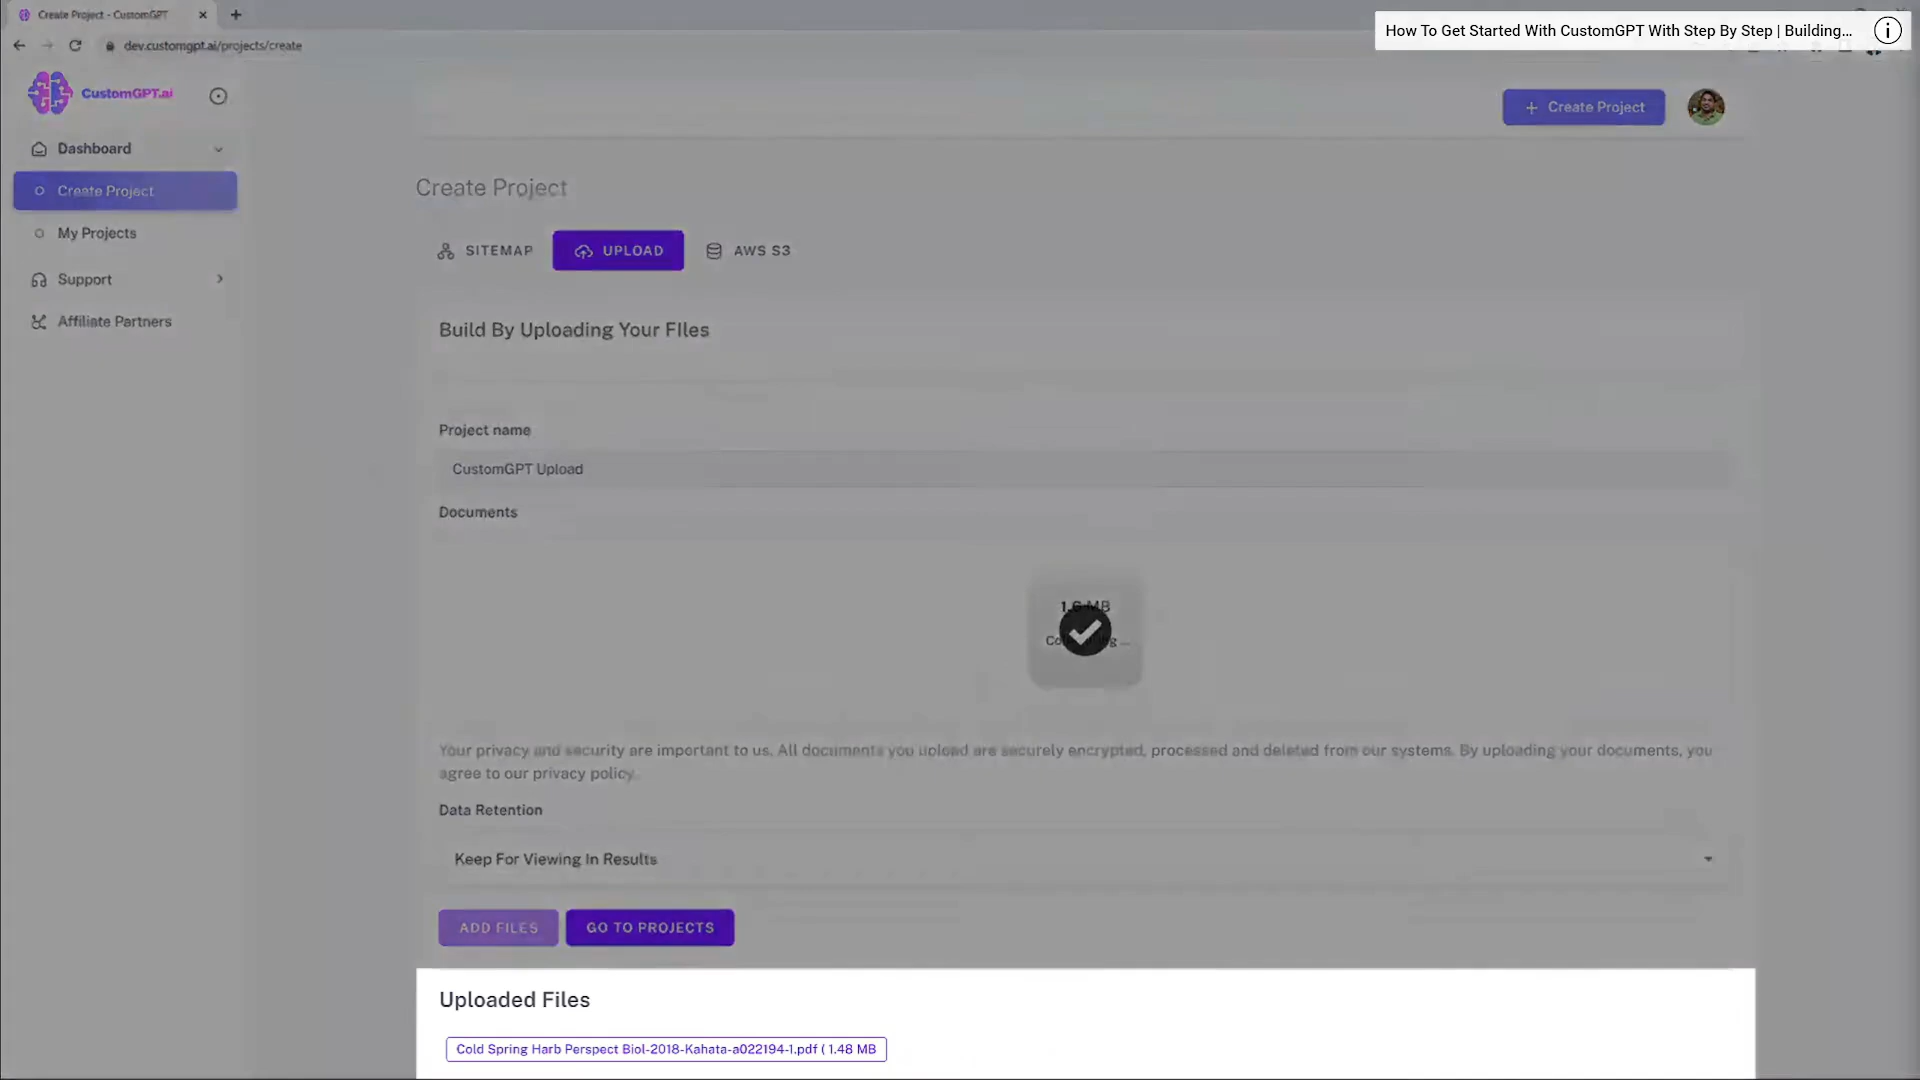 Create Project - CustomGPT
How To Get Started With CustomGPT With Step By Step | Building...
dev.customgpt.ai/projects/create
CustomGPT.ai
+ Create Project
Dashboard
Create Project
My Projects
Support
Affiliate Partners
Create Project
SITEMAP
UPLOAD
AWS S3
Build By Uploading Your FIles
Project name
CustomGPT Upload
Documents
1.6 MB
Your privacy and security are important to us. All documents you upload are securely encrypted, processed and deleted from our systems. By uploading your documents, you
agree to our privacy policy.
Data Retention
Keep For Viewing In Results
ADD FILES
GO TO PROJECTS
Uploaded Files
Cold Spring Harb Perspect Biol-2018-Kahata-a022194-1.pdf ( 1.48 MB